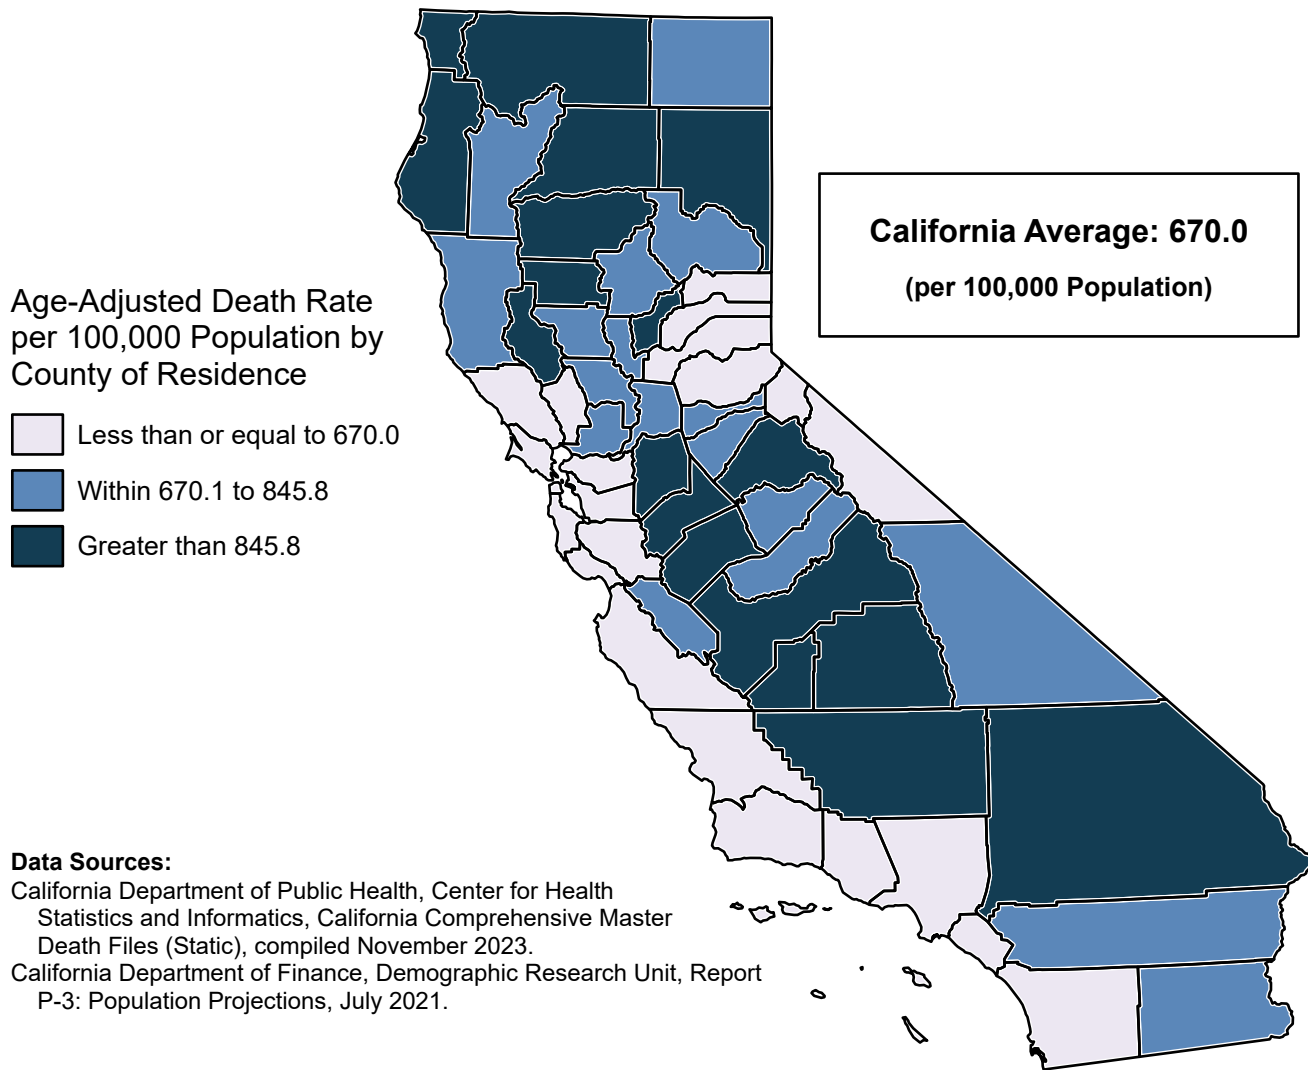 California Average: 670.0
(per 100,000 Population)
Age-Adjusted Death Rate
per 100,000 Population by
County of Residence
Less than or equal to 670.0
Within 670.1 to 845.8
Greater than 845.8
Data Sources:
California Department of Public Health, Center for Health
Statistics and Informatics, California Comprehensive Master
Death Files (Static), compiled November 2023.
California Department of Finance, Demographic Research Unit, Report
P-3: Population Projections, July 2021.